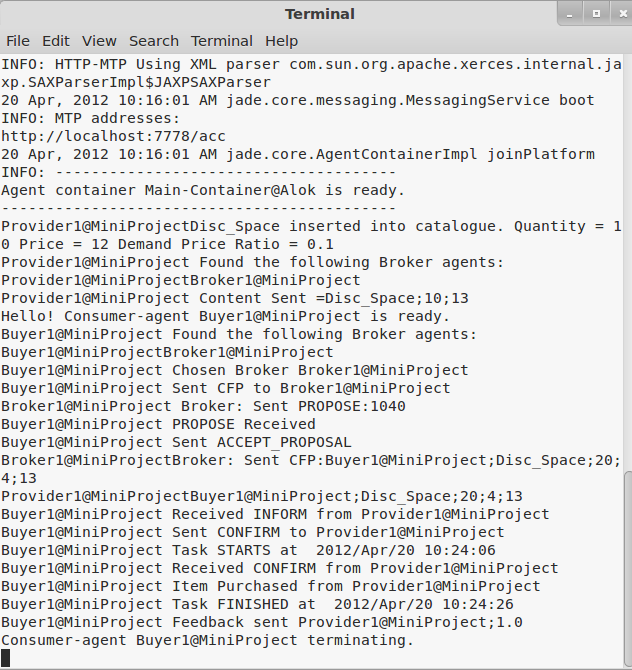 Terminal
File Edit View Search Terminal Help
INFO: HTTP-MTP Using XML parser com.sun.org.apache.xerces.internal.ja
xp.SAXParserImpl$JAXPSAXParser
20 Apr, 2012 10:16:01 AM jade.core.messaging.MessagingService boot
INFO: MTP addresses:
http://localhost:7778/acc
20 Apr, 2012 10:16:01 AM jade.core.AgentContainerImpl joinPlatform
INFO: --------------------------------------
Agent container Main-Container@Alok is ready.
--------------------------------------------
Provider1@MiniProjectDisc_Space inserted into catalogue. Quantity = 1
0 Price = 12 Demand Price Ratio = 0.1
Provider1@MiniProject Found the following Broker agents:
Provider1@MiniProjectBroker1@MiniProject
Provider1@MiniProject Content Sent =Disc_Space;10;13
Hello! Consumer-agent Buyer1@MiniProject is ready.
Buyer1@MiniProject Found the following Broker agents:
Buyer1@MiniProjectBroker1@MiniProject
Buyer1@MiniProject Chosen Broker Broker1@MiniProject
Buyer1@MiniProject Sent CFP to Broker1@MiniProject
Broker1@MiniProject Broker: Sent PROPOSE:1040
Buyer1@MiniProject PROPOSE Received
Buyer1@MiniProject Sent ACCEPT_PROPOSAL
Broker1@MiniProjectBroker: Sent CFP:Buyer1@MiniProject;Disc_Space;20;
4;13
Provider1@MiniProjectBuyer1@MiniProject;Disc_Space;20;4;13
Buyer1@MiniProject Received INFORM from Provider1@MiniProject
Buyer1@MiniProject Sent CONFIRM to Provider1@MiniProject
Buyer1@MiniProject Task STARTS at  2012/Apr/20 10:24:06
Buyer1@MiniProject Received CONFIRM from Provider1@MiniProject
Buyer1@MiniProject Item Purchased from Provider1@MiniProject
Buyer1@MiniProject Task FINISHED at  2012/Apr/20 10:24:26
Buyer1@MiniProject Feedback sent Provider1@MiniProject;1.0
Consumer-agent Buyer1@MiniProject terminating.